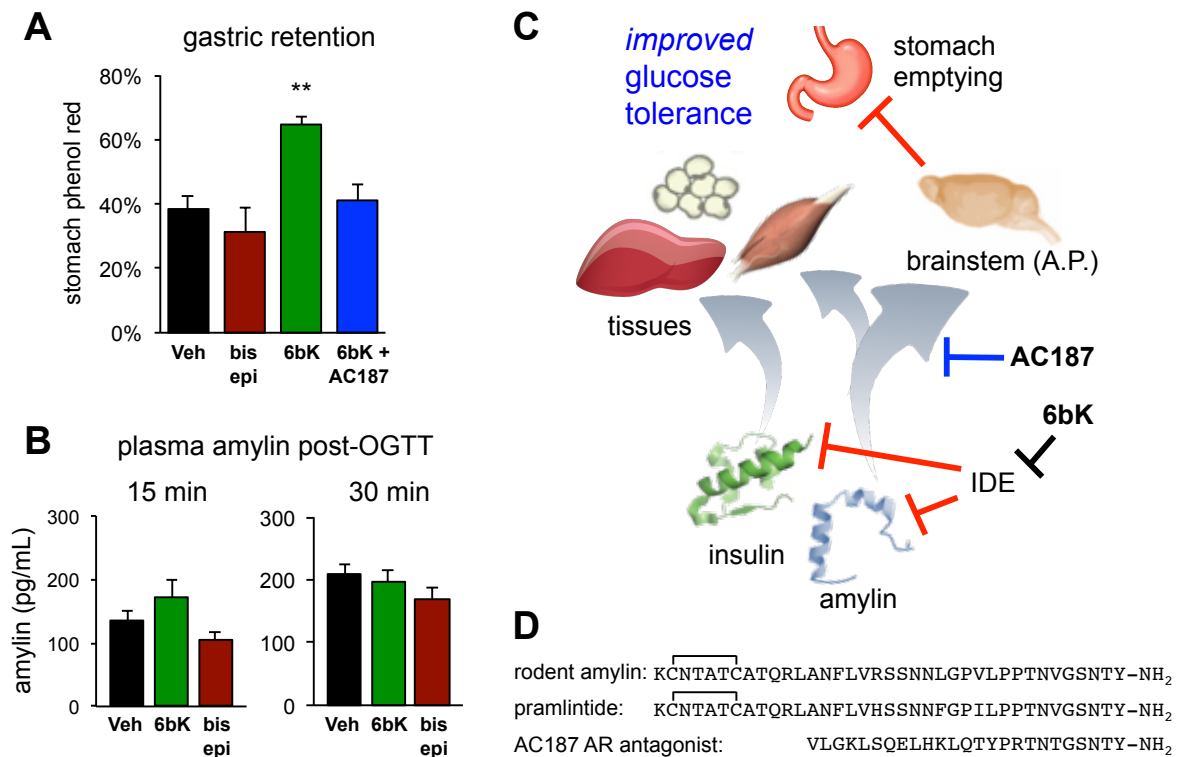 A
gastric retention
stomach phenol red
80%
60%
40%
20%
0%
**
Veh
bis
epi
6bK
6bK +
AC187
B
plasma amylin post-OGTT
15 min
30 min
amylin (pg/mL)
300
200
100
0
Veh
6bK
bis
epi
300
200
100
0
Veh
6bK
bis
epi
C
improved
glucose
tolerance
stomach
emptying
brainstem (A.P.)
tissues
AC187
6bK
IDE
insulin
amylin
D
rodent amylin: KCNTATCATQRLANFLVRSSNNLGPVLPPTNVGSNTY-NH2
pramlintide: KCNTATCATQRLANFLVHSSNNFGPILPPTNVGSNTY-NH2
AC187 AR antagonist: VLGKLSQELHKLQTYPRTNTGSNTY-NH2